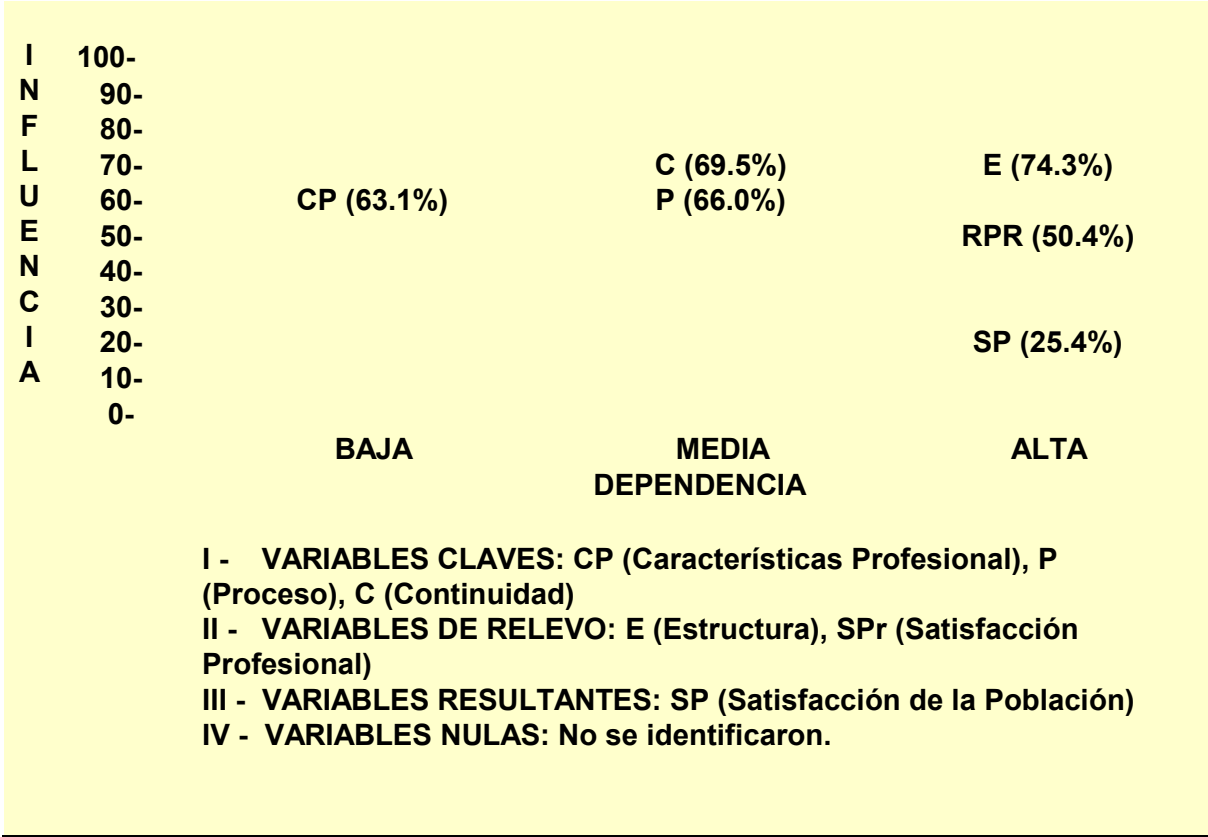 I
N
F
L
U
E
N
C
I
A
100-
90-
80-
70- C (69.5%) E (74.3%)
60- CP (63.1%) P (66.0%)
50- RPR (50.4%)
40-
30-
20- SP (25.4%)
10-
0-
BAJA MEDIA ALTA
DEPENDENCIA
I - VARIABLES CLAVES: CP (Características Profesional), P
(Proceso), C (Continuidad)
II - VARIABLES DE RELEVO: E (Estructura), SPr (Satisfacción
Profesional)
III - VARIABLES RESULTANTES: SP (Satisfacción de la Población)
IV - VARIABLES NULAS: No se identificaron.